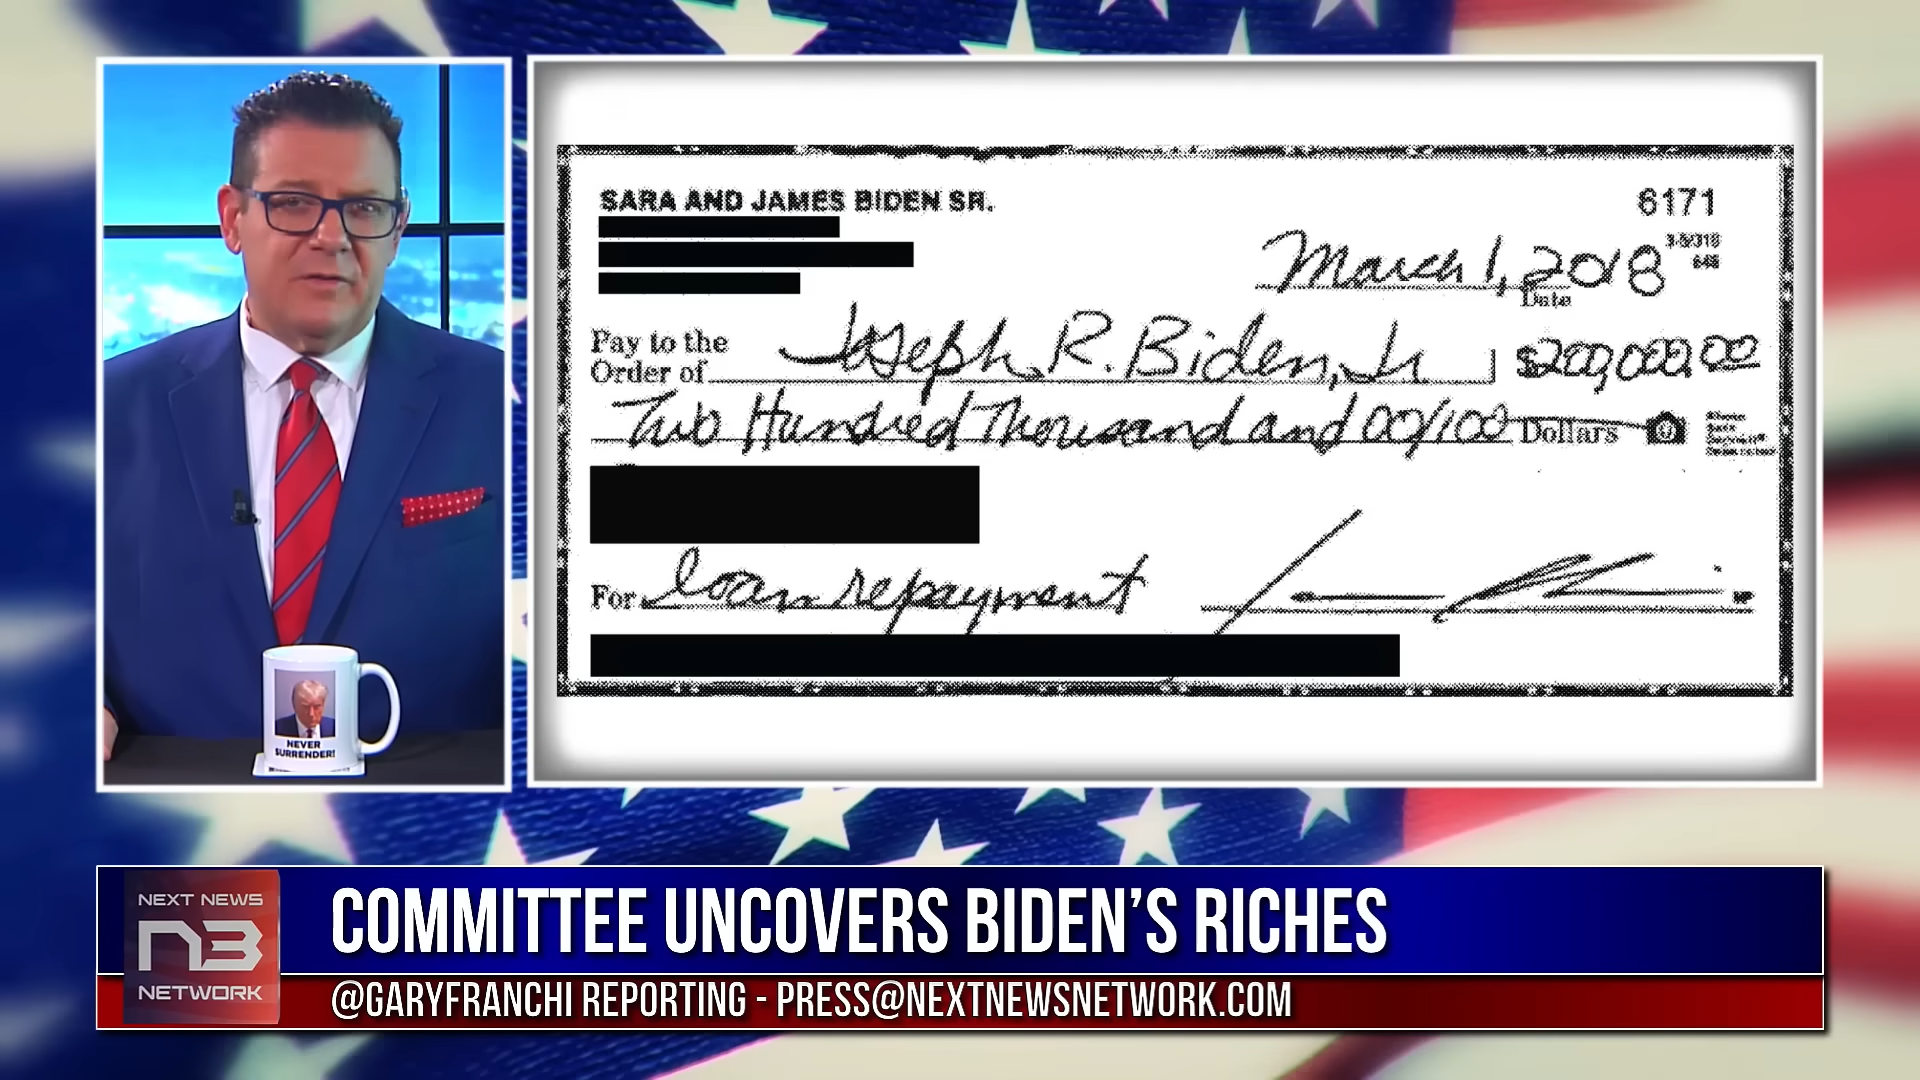 SARA AND JAMES BIDEN SR.
6171
March 1, 2018
Date
Pay to the
Order of
Joseph R. Biden, Jr
$200,000.00
Two Hundred Thousand and 00/100 Dollars
For loan repayment
NEVER
SURRENDER!
NEXT NEWS
N3
NETWORK
COMMITTEE UNCOVERS BIDEN'S RICHES
@GARYFRANCHI REPORTING - PRESS@NEXTNEWSNETWORK.COM